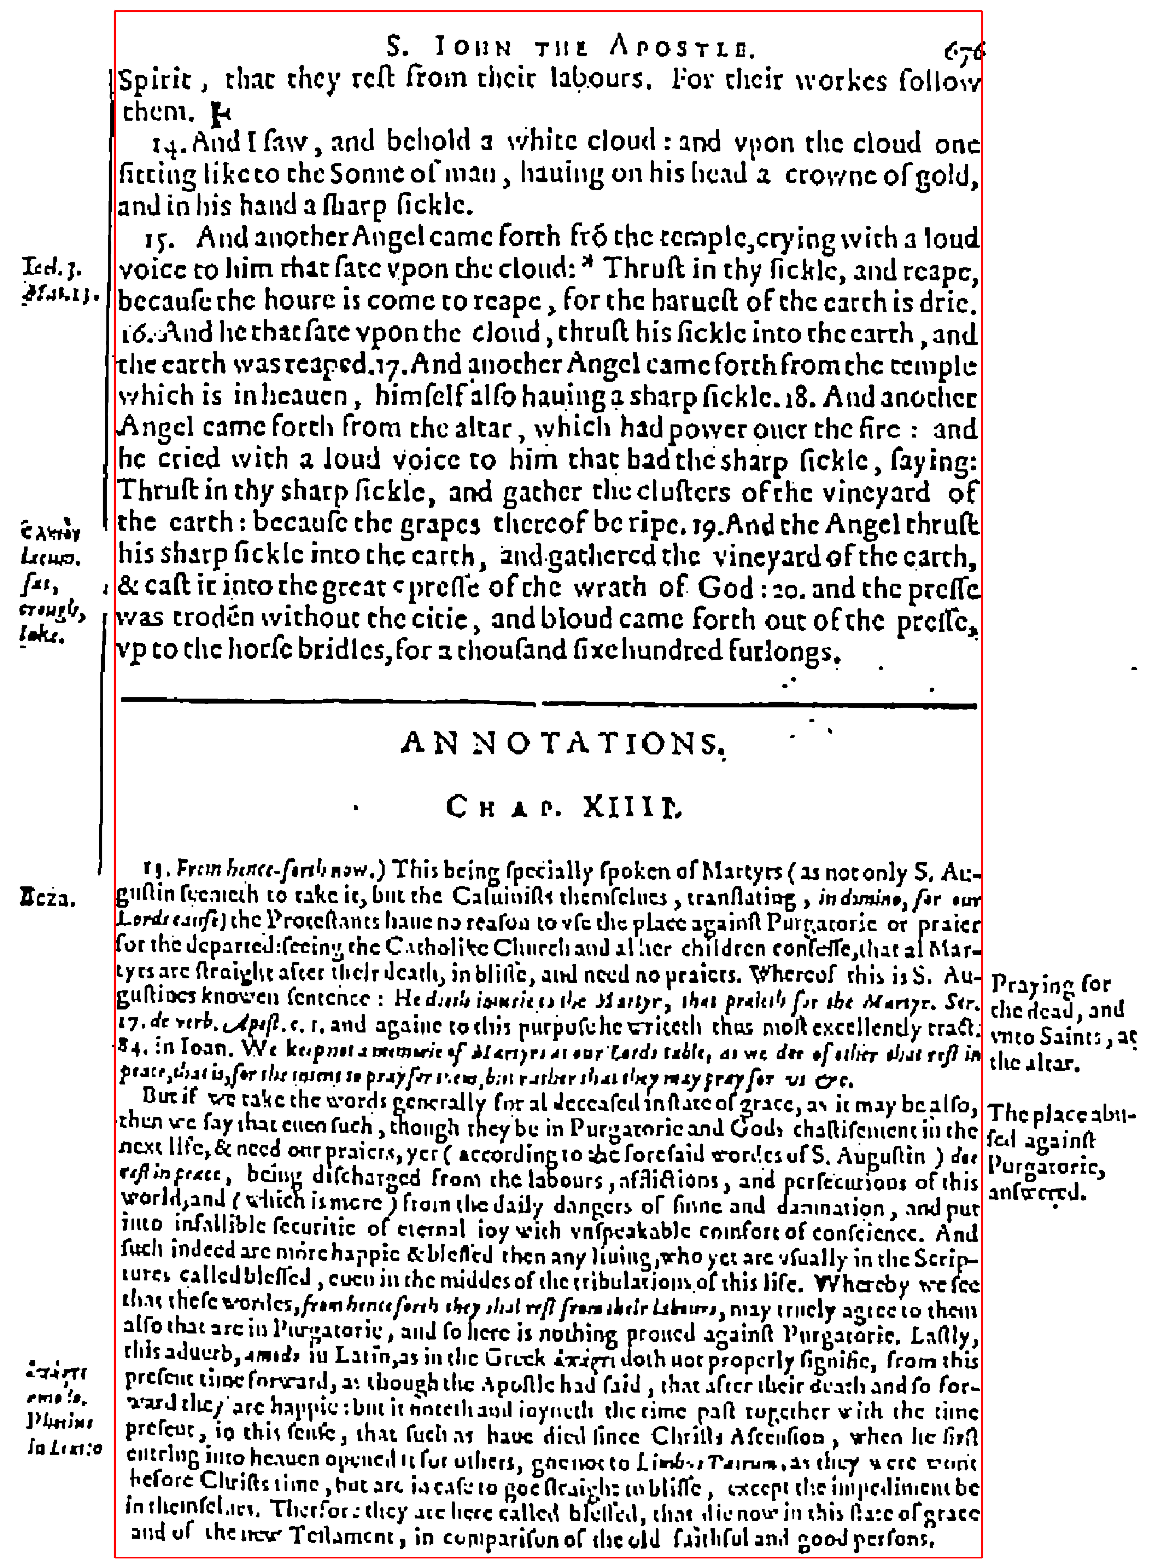 S. IOHN THE APOSTLE. 676
Spirit, that they reſt from their labours. For their workes follow
them.
14. And I ſaw, and behold a white cloud: and vpon the cloud one
ſitting like to the Sonne of man, hauing on his head a crowne of gold,
and in his hand a ſharp ſickle.
15. And another Angel came forth frō the temple, crying with a loud
voice to him that ſate vpon the cloud: * Thruſt in thy ſickle, and reape,
becauſe the houre is come to reape, for the harueſt of the earth is drie.
16. And he that ſate vpon the cloud, thruſt his ſickle into the earth, and
the earth was reaped. 17. And another Angel came forth from the temple
which is in heauen, himſelf alſo hauing a sharp ſickle. 18. And another
Angel came forth from the altar, which had power ouer the fire: and
he cried with a loud voice to him that had the sharp ſickle, ſaying:
Thruſt in thy sharp ſickle, and gather the cluſters of the vineyard of
the earth: becauſe the grapes thereof be ripe. 19. And the Angel thruſt
his sharp ſickle into the earth, and gathered the vineyard of the earth,
& caſt it into the great c preſſe of the wrath of God: 20. and the preſſe
was trodén without the citie, and bloud came forth out of the preſſe,
vp to the horſe bridles, for a thouſand ſixe hundred furlongs.
Ioel. 3.
Mat. 13.
Lacum.
ſat,
trough,
lake.
ANNOTATIONS.
CHAP. XIIII.
13. From hence-forth now.) This being ſpecially ſpoken of Martyrs (as not only S. Au-
guſtin ſeemeth to take it, but the Caluiniſts themſelues, tranſlating, in domino, for our
Lords cauſe) the Proteſtants haue no reaſon to vſe the place againſt Purgatorie or praier
for the departed: ſeeing the Catholike Church and al her children confeſſe, that al Mar-
tyrs are ſtraight after their death, in bliſſe, and need no praiers. Whereof this is S. Au-
guſtines knowen ſentence: He doeth iniurie to the Martyr, that praieth for the Martyr. Ser.
17. de verb. Apoſt. c. 1. and againe to this purpuſe he writeth thus moſt excellently tract.
84. in Ioan. We keep not a memorie of Martyrs at our Lords table, as we doe of other that reſt in
peace, that is, for the intent to pray for them, but rather that they may pray for vs &c.
But if we take the words generally for al deceaſed in ſtate of grace, as it may be alſo,
then we ſay that euen ſuch, though they be in Purgatorie and Gods chaſtiſement in the
next life, & need our praiers, yet (according to the foreſaid wordes of S. Auguſtin) doe
reſt in peace, being diſcharged from the labours, afflictions, and perſecutions of this
world, and (which is more) from the daily dangers of ſinne and damnation, and put
into infallible ſecuritie of eternal ioy with vnſpeakable comfort of conſcience. And
ſuch indeed are more happie & bleſſed then any liuing, who yet are vſually in the Scrip-
tures called bleſſed, euen in the middes of the tribulations of this life. Whereby we ſee
that theſe wordes, from hence forth they shal reſt from their labours, may truely agree to them
alſo that are in Purgatorie, and ſo here is nothing proued againſt Purgatorie. Laſtly,
this aduerb, amodo in Latin, as in the Greek doth not properly ſignifie, from this
preſent time forward, as though the Apoſtle had ſaid, that after their death and ſo for-
ward they are happie: but it noteth and ioyneth the time paſt together with the time
preſent, in this ſenſe, that ſuch as haue died ſince Chriſts Aſcenſion, when he firſt
entring into heauen opened it for others, goe not to Limbus Patrum, as they were wont
before Chriſts time, but are in caſe to goe ſtraight to bliſſe, except the impediment be
in themſelues. Therfore they are here called bleſſed, that die now in this ſtate of grace
and of the new Teſtament, in compariſon of the old faithful and good perſons.
Beza.
Photius
in Lexico
Praying for
the dead, and
vnto Saints, at
the altar.
The place abu-
ſed againſt
Purgatorie,
anſwered.